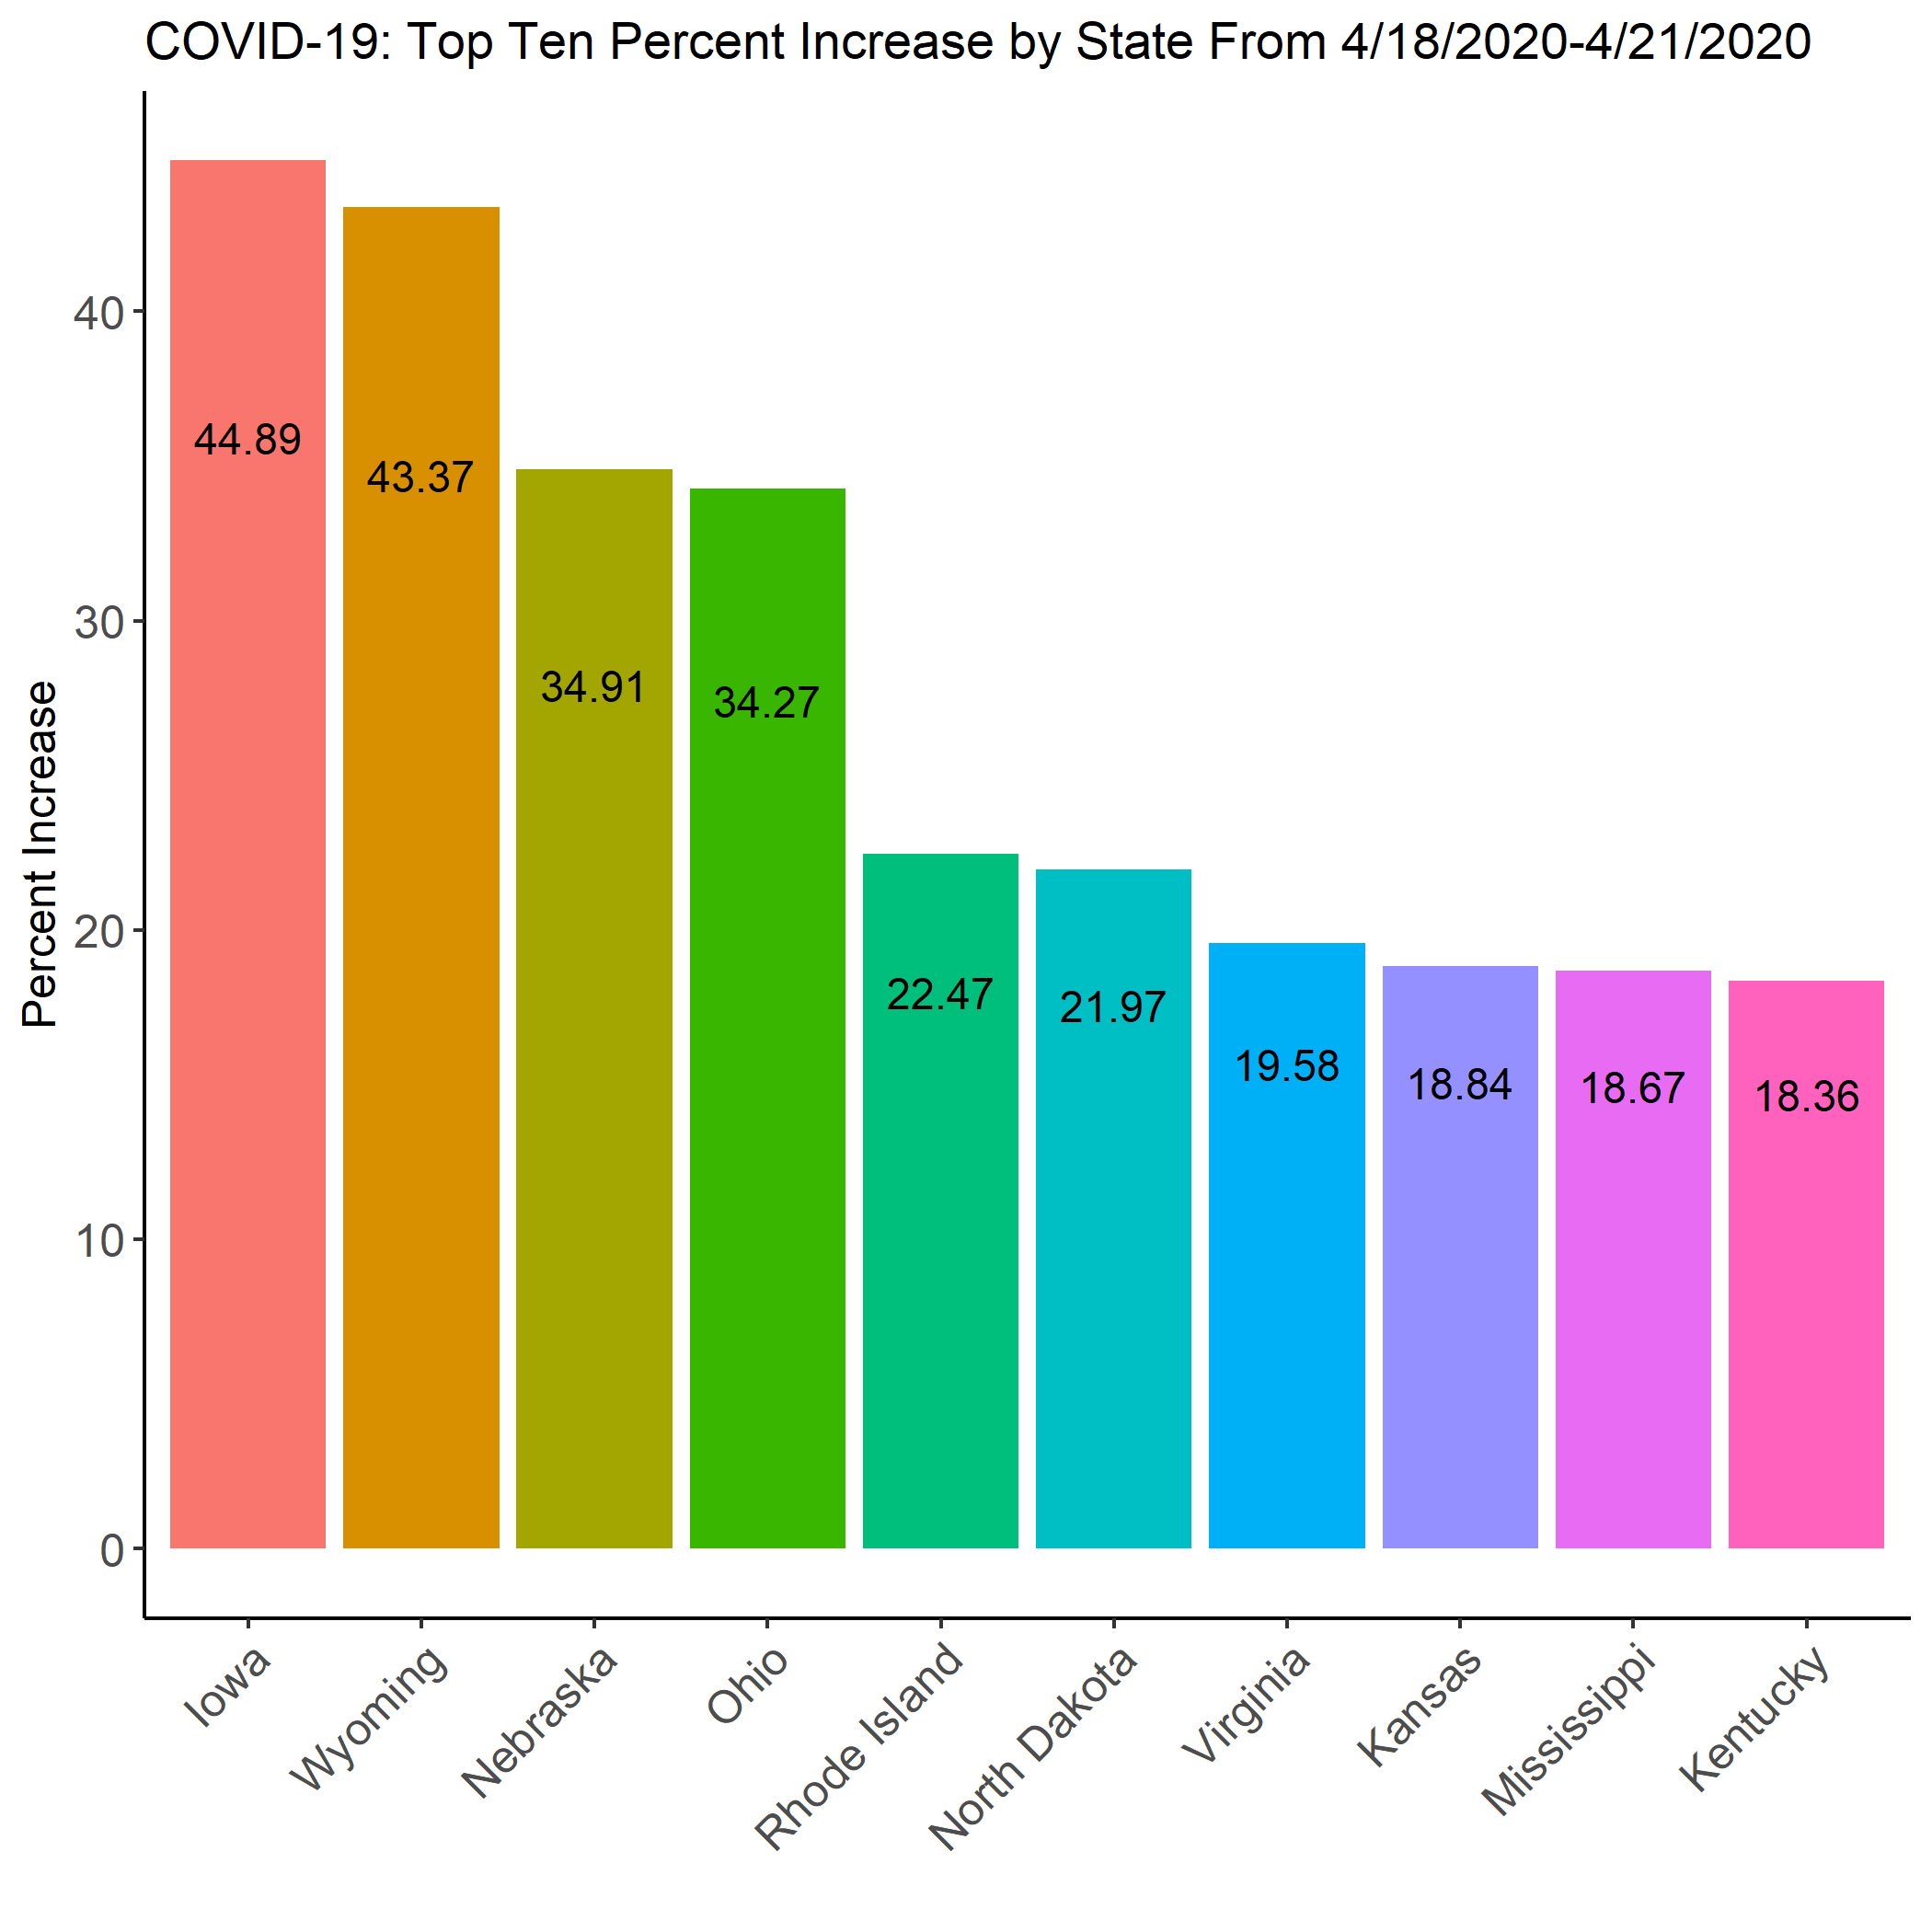 COVID-19: Top Ten Percent Increase by State From 4/18/2020-4/21/2020
Percent Increase
40
30
20
10
0
44.89
43.37
34.91
34.27
22.47
21.97
19.58
18.84
18.67
18.36
Iowa
Wyoming
Nebraska
Ohio
Rhode Island
North Dakota
Virginia
Kansas
Mississippi
Kentucky